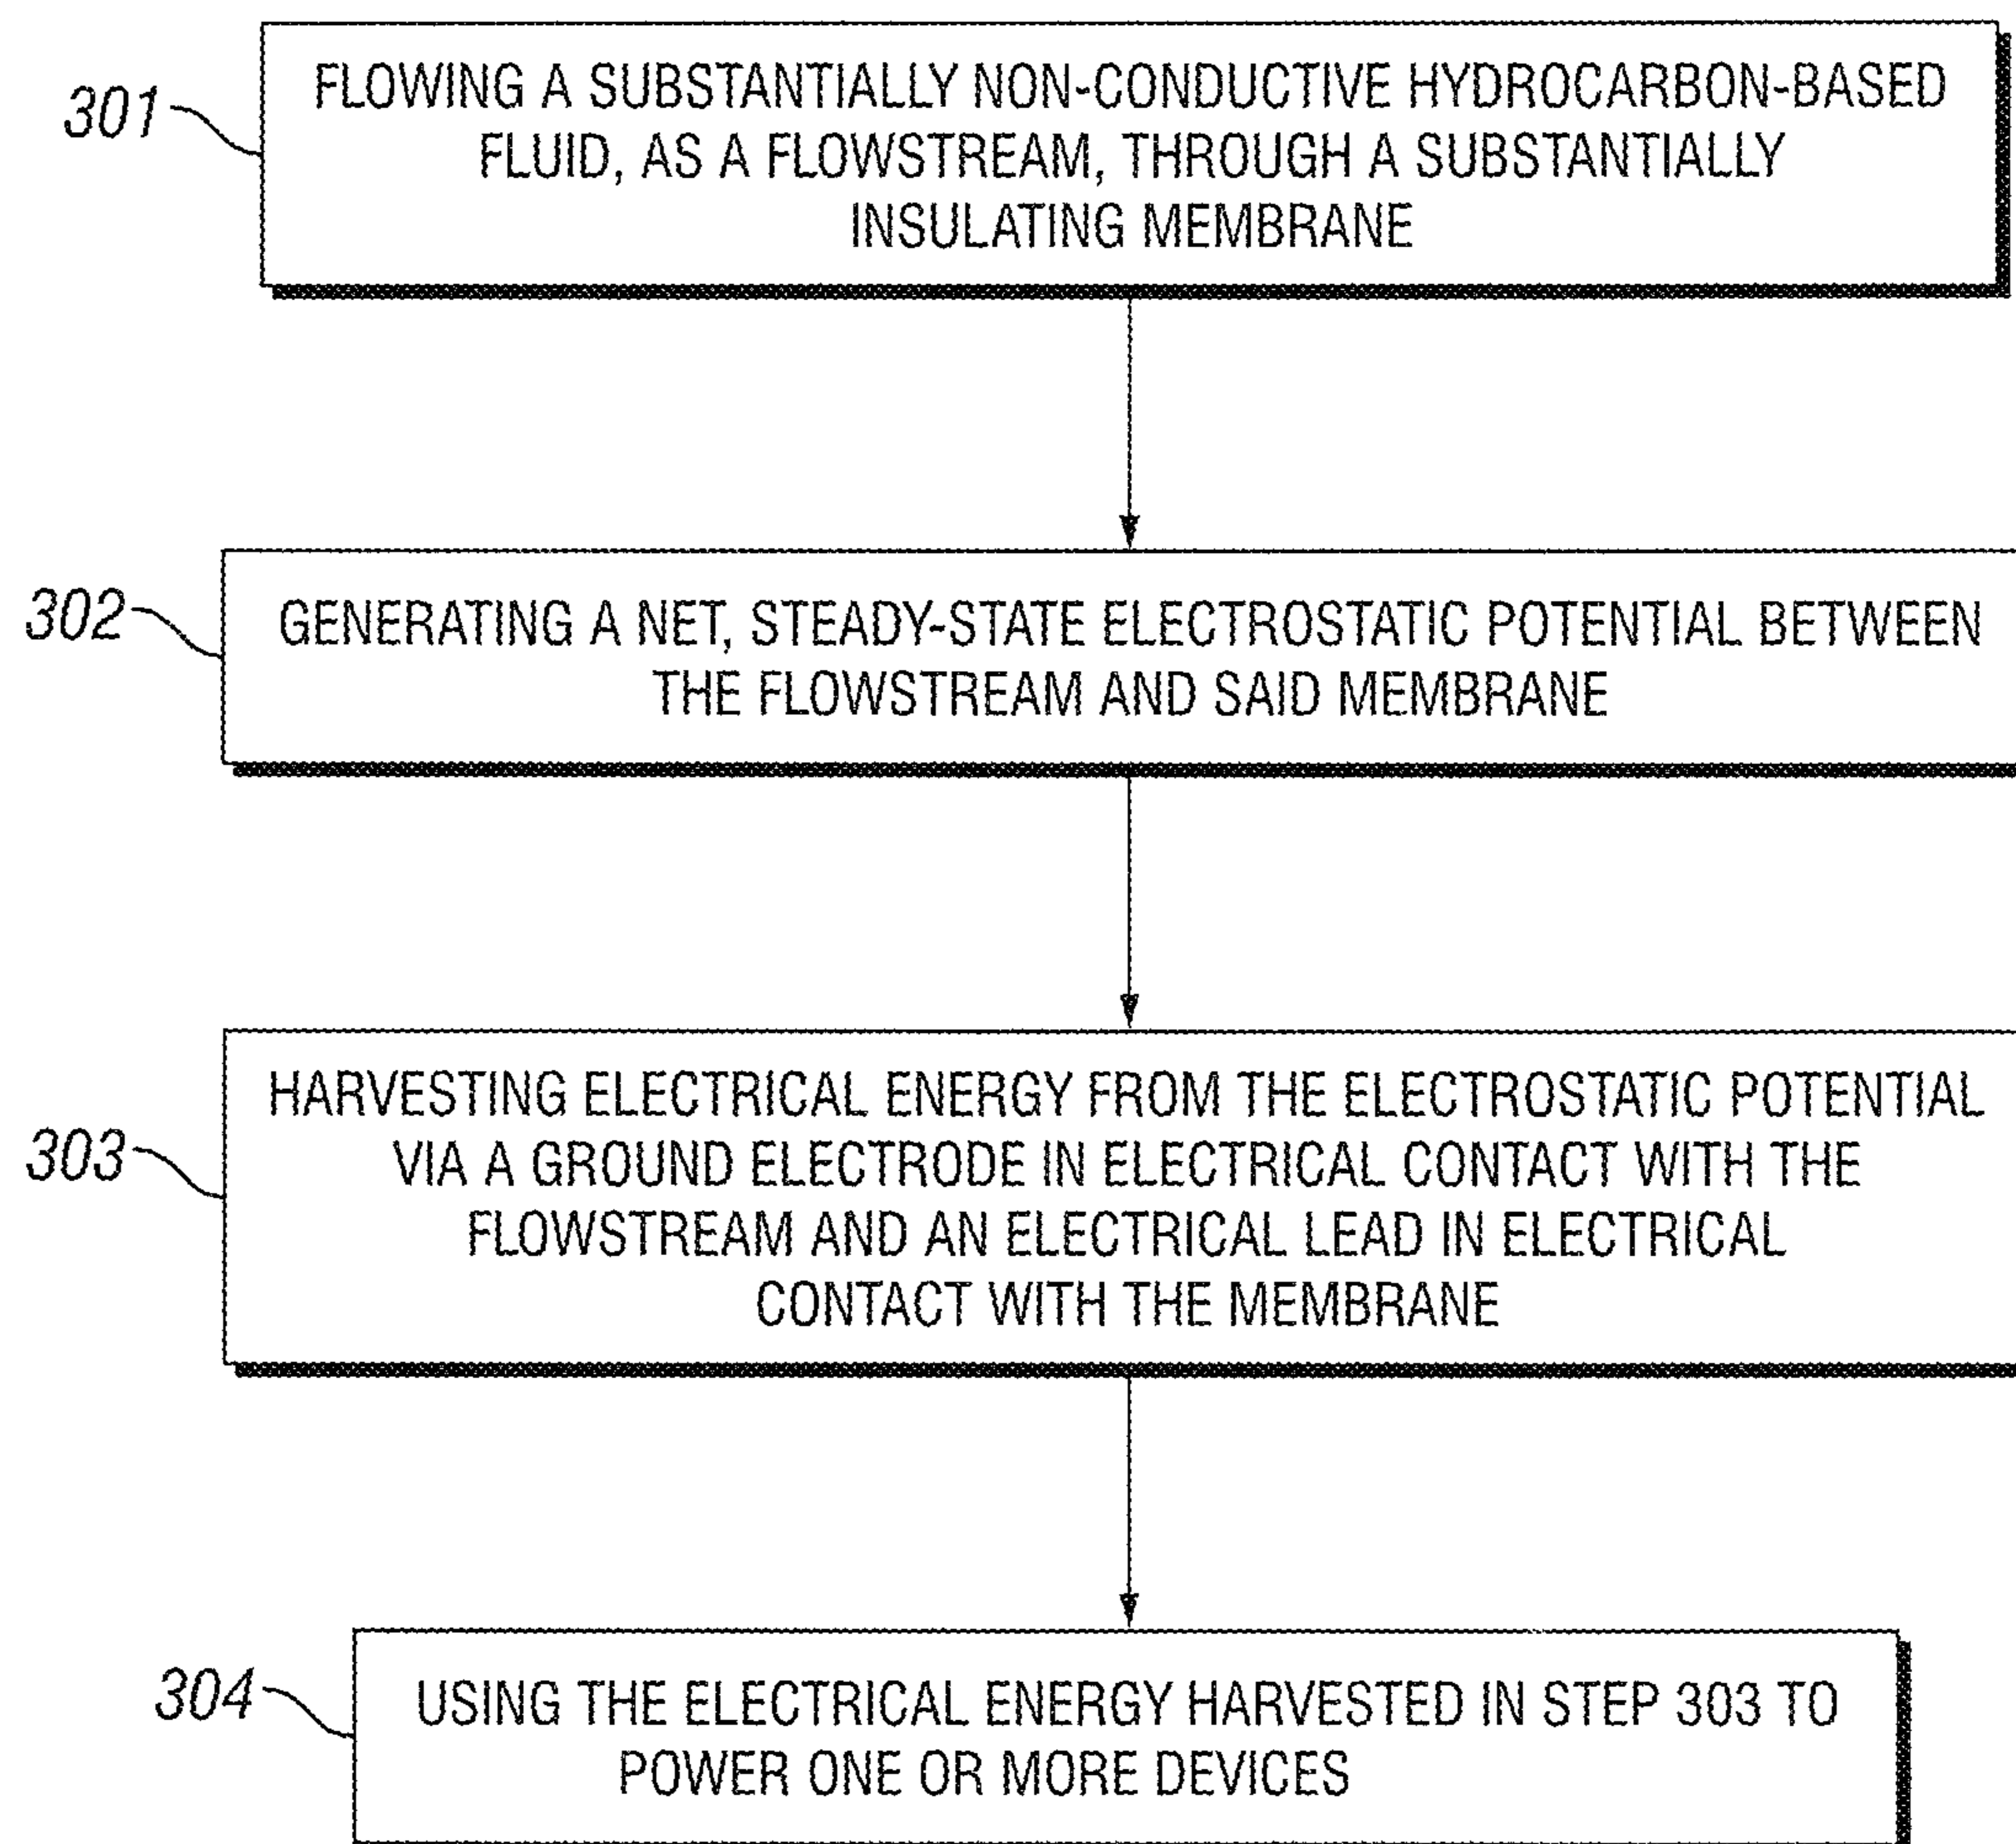 301
FLOWING A SUBSTANTIALLY NON-CONDUCTIVE HYDROCARBON-BASED
FLUID, AS A FLOWSTREAM, THROUGH A SUBSTANTIALLY
INSULATING MEMBRANE
302
GENERATING A NET, STEADY-STATE ELECTROSTATIC POTENTIAL BETWEEN
THE FLOWSTREAM AND SAID MEMBRANE
303
HARVESTING ELECTRICAL ENERGY FROM THE ELECTROSTATIC POTENTIAL
VIA A GROUND ELECTRODE IN ELECTRICAL CONTACT WITH THE
FLOWSTREAM AND AN ELECTRICAL LEAD IN ELECTRICAL
CONTACT WITH THE MEMBRANE
304
USING THE ELECTRICAL ENERGY HARVESTED IN STEP 303 TO
POWER ONE OR MORE DEVICES